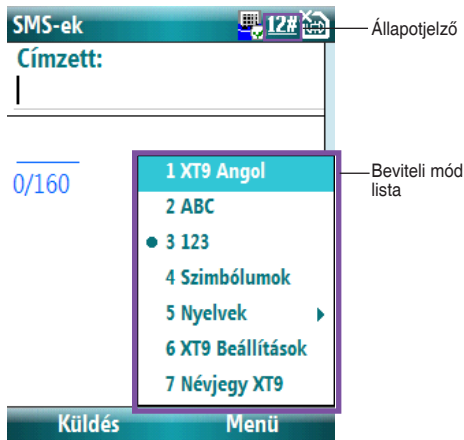 SMS-ek 12#
Állapotjelző
Címzett:
0/160
1 XT9 Angol
2 ABC
3 123
4 Szimbólumok
5 Nyelvek
6 XT9 Beállítások
7 Névjegy XT9
Beviteli mód
lista
Küldés Menü